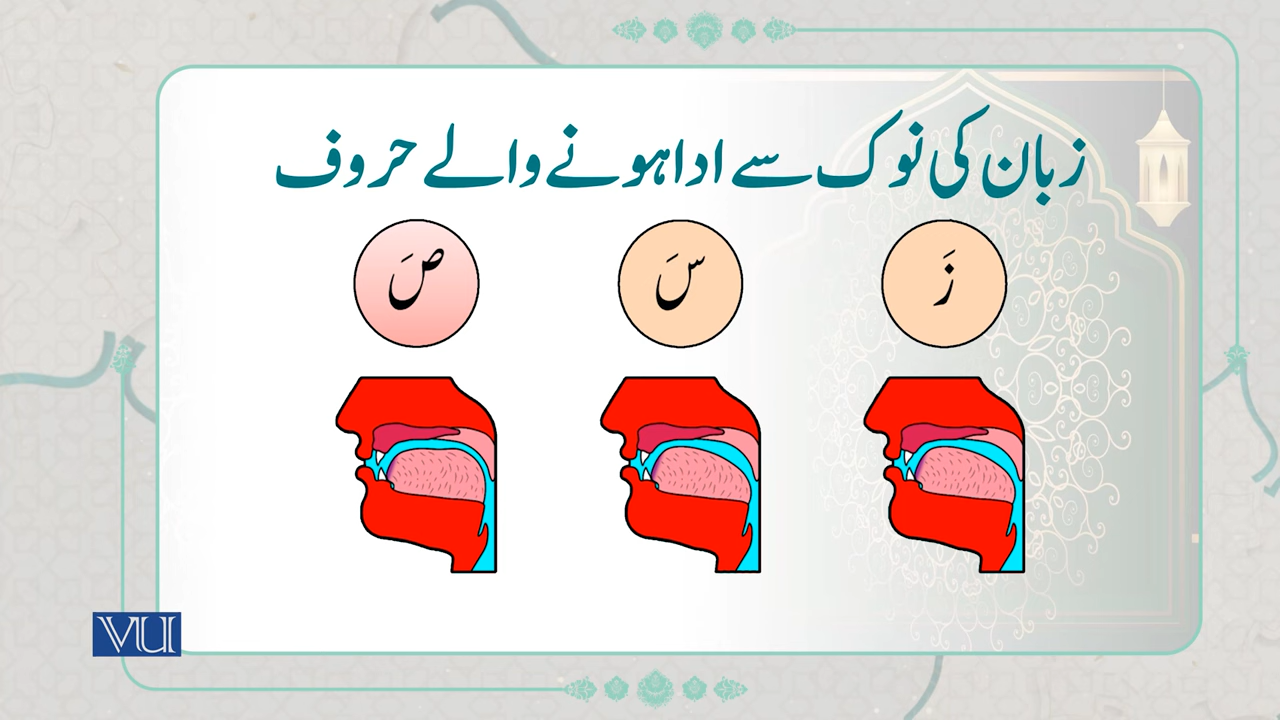 زبان کی نوک سے ادا ہونے والے حروف
زَ سَ صَ
VU